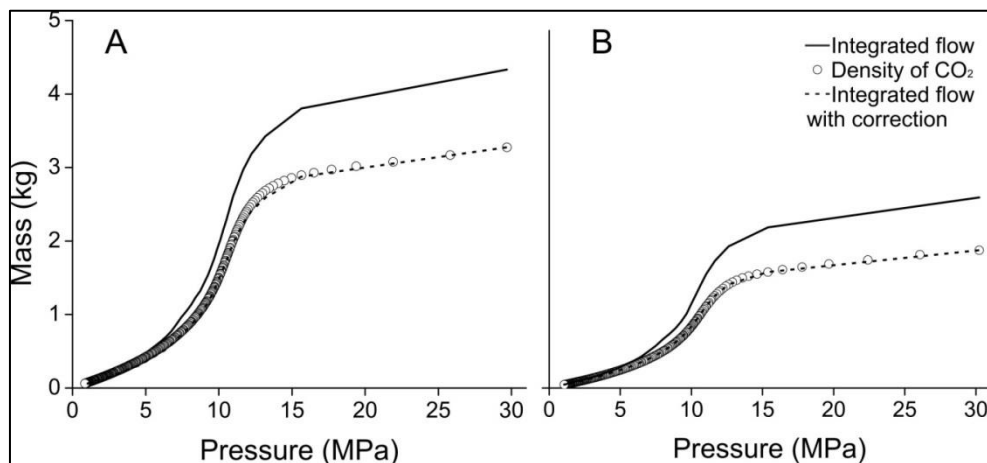 A
B
Integrated flow
Density of CO₂
Integrated flow
with correction
Mass (kg)
5
4
3
2
1
0
0 5 10 15 20 25 30
0 5 10 15 20 25 30
Pressure (MPa)
Pressure (MPa)